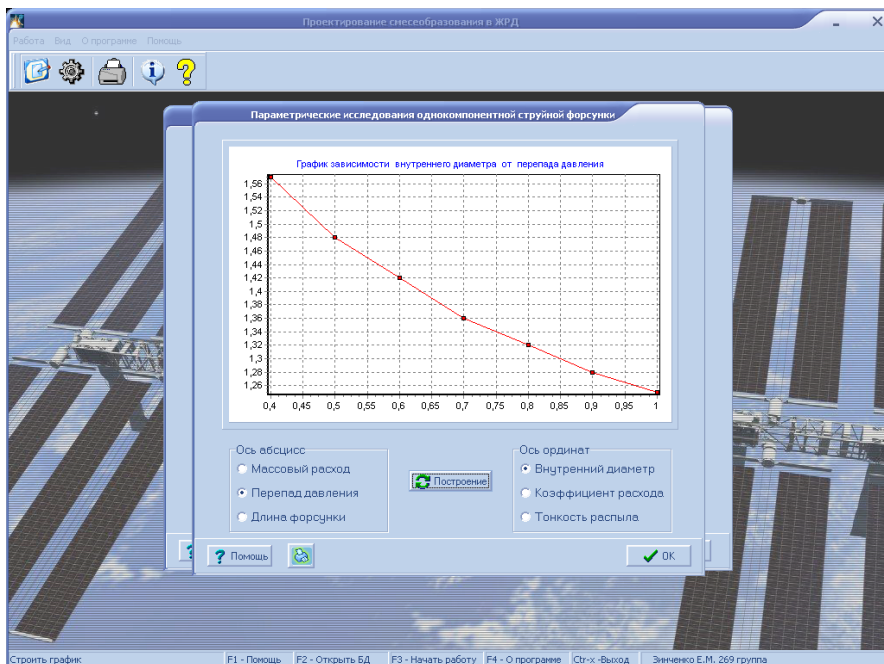 Проектирование смесеобразования в ЖРД
Работа Вид О программе Помощь
Параметрические исследования однокомпонентной струйной форсунки
График зависимости внутреннего диаметра от перепада давления
1,56
1,54
1,52
1,5
1,48
1,46
1,44
1,42
1,4
1,38
1,36
1,34
1,32
1,3
1,28
1,26
0,4 0,45 0,5 0,55 0,6 0,65 0,7 0,75 0,8 0,85 0,9 0,95 1
Ось абсцисс
Массовый расход
Перепад давления
Длина форсунки
Построение
Ось ординат
Внутренний диаметр
Коэффициент расхода
Тонкость распыла
? Помощь
OK
Строить график
F1 - Помощь
F2 - Открыть БД
F3 - Начать работу
F4 - О программе
Ctr-x -Выход
Зинченко Е.М. 269 группа